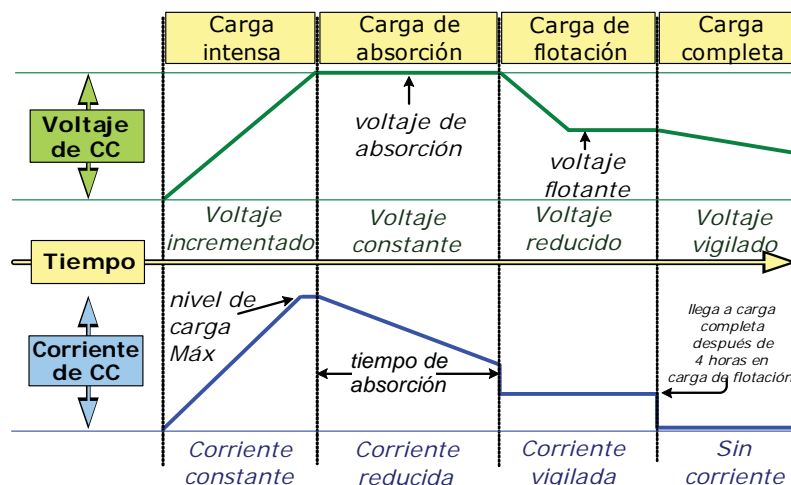 Carga
intensa
Carga de
absorción
Carga de
flotación
Carga
completa
Voltaje
de CC
voltaje de
absorción
voltaje
flotante
Voltaje
incrementado
Voltaje
constante
Voltaje
reducido
Voltaje
vigilado
Tiempo
nivel de
carga
Máx
Corriente
de CC
tiempo de
absorción
llega a carga
completa
después de
4 horas en
carga de flotación
Corriente
constante
Corriente
reducida
Corriente
vigilada
Sin
corriente